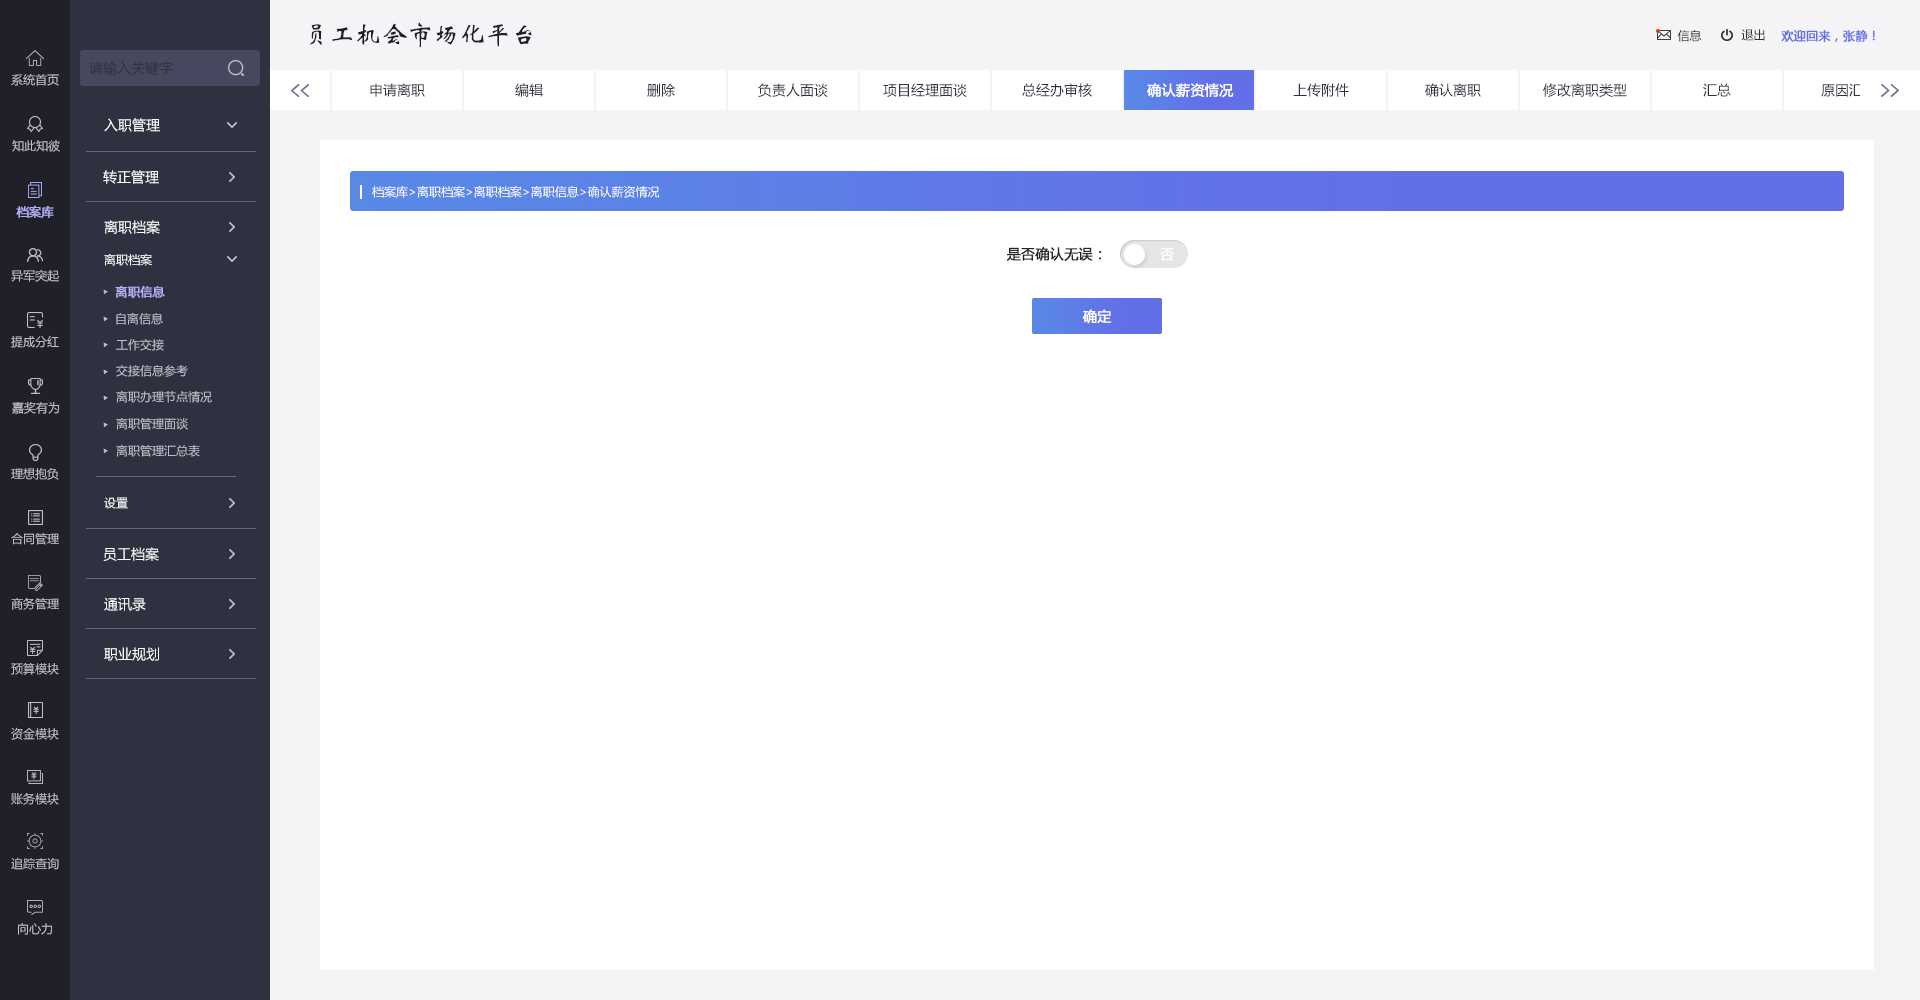 员工机会市场化平台
信息
退出
欢迎回来，张静！
申请离职
编辑
删除
负责人面谈
项目经理面谈
总经办审核
确认薪资情况
上传附件
确认离职
修改离职类型
汇总
原因汇
系统首页
知此知彼
档案库
异军突起
提成分红
嘉奖有为
理想抱负
合同管理
商务管理
预算模块
资金模块
账务模块
追踪查询
向心力
请输入关键字
入职管理
转正管理
离职档案
离职档案
离职信息
自离信息
工作交接
交接信息参考
离职办理节点情况
离职管理面谈
离职管理汇总表
设置
员工档案
通讯录
职业规划
档案库>离职档案>离职档案>离职信息>确认薪资情况
是否确认无误：
否
确定